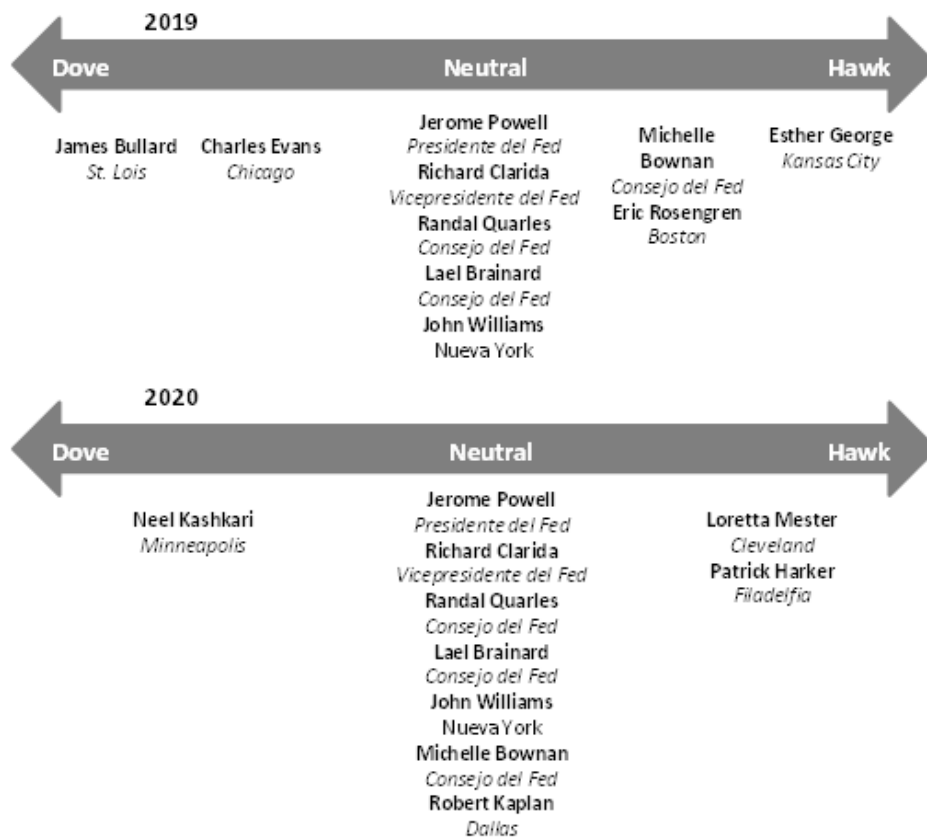 2019
Dove Neutral Hawk
James Bullard
St. Lois
Charles Evans
Chicago
Jerome Powell
Presidente del Fed
Richard Clarida
Vicepresidente del Fed
Randal Quarles
Consejo del Fed
Lael Brainard
Consejo del Fed
John Williams
Nueva York
Michelle
Bownan
Consejo del Fed
Eric Rosengren
Boston
Esther George
Kansas City
2020
Dove Neutral Hawk
Neel Kashkari
Minneapolis
Jerome Powell
Presidente del Fed
Richard Clarida
Vicepresidente del Fed
Randal Quarles
Consejo del Fed
Lael Brainard
Consejo del Fed
John Williams
Nueva York
Michelle Bownan
Consejo del Fed
Robert Kaplan
Dallas
Loretta Mester
Cleveland
Patrick Harker
Filadelfia